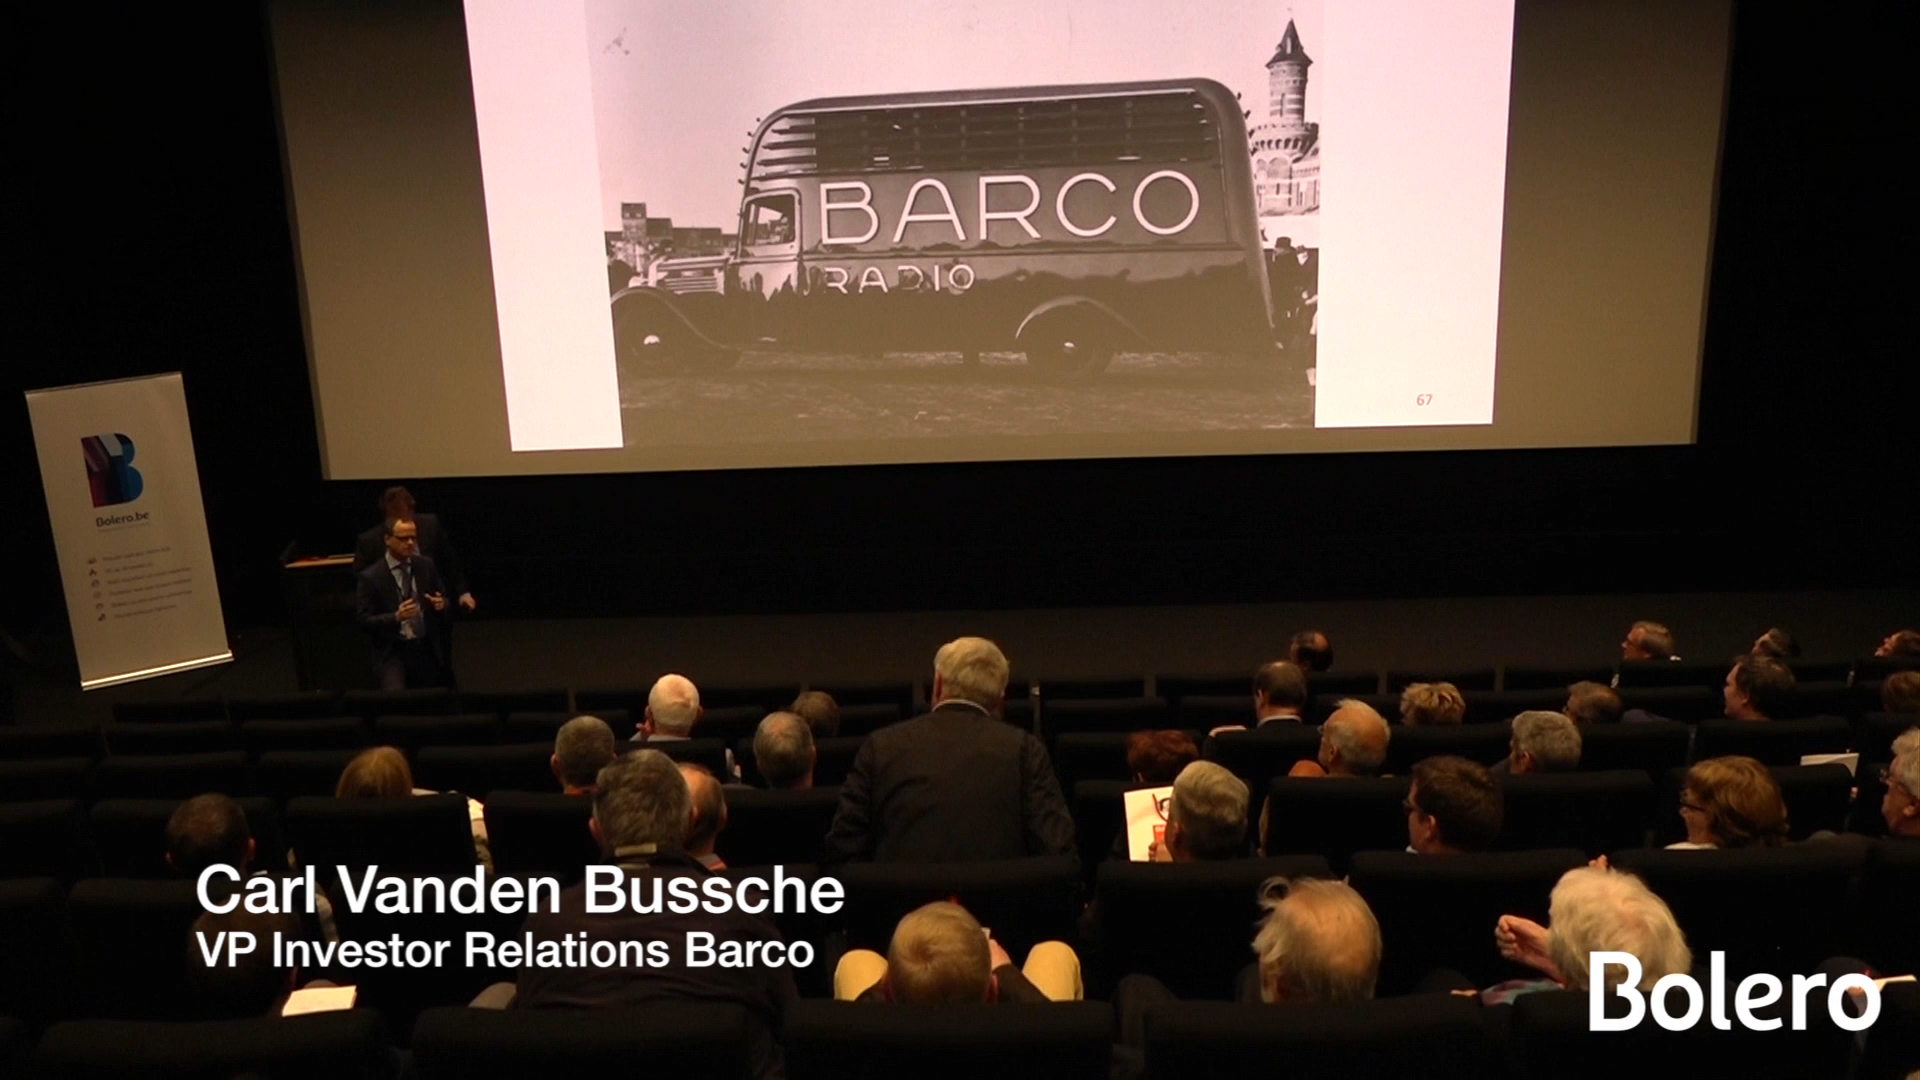 BARCO
RADIO
67
Bolero.be
Carl Vanden Bussche
VP Investor Relations Barco
Bolero